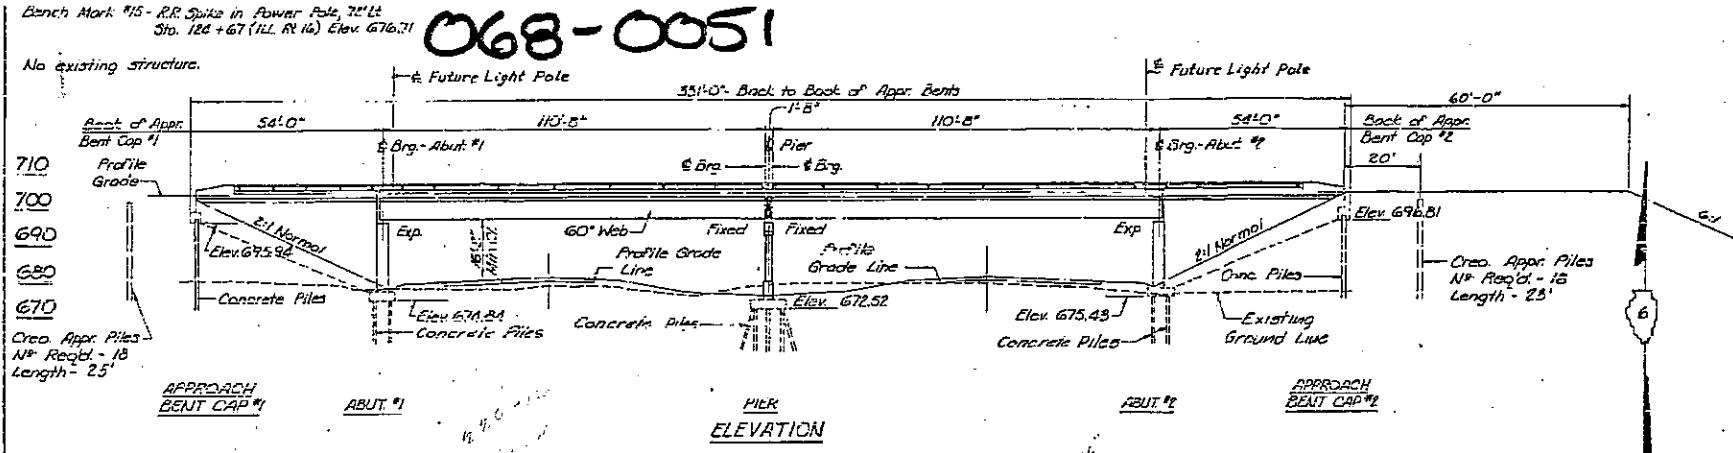 Bench Mark #15 - R.R. Spike in Power Pole, 72' Lt
Sta. 124+67 (ILL. Rt 16) Elev. 676.71
068-0051
No existing structure.
℄ Future Light Pole
℄ Future Light Pole
331'-0" Back to Back of Appr. Bents
1'-8"
60'-0"
Back of Appr.
Bent Cap #1
54'-0"
110'-8"
110'-8"
54'-0"
Back of Appr.
Bent Cap #2
℄ Brg.-Abut. #1
℄ Pier
℄ Brg.-Abut. #2
20'
710
Profile
Grade
℄ Brg.
℄ Brg.
700
690
680
670
2:1 Normal
Elev. 695.94
Exp.
60" Web
Fixed
Fixed
Exp.
2:1 Normal
Elev. 696.81
6:1
Profile Grade
Line
Profile
Grade Line
Conc. Piles
Creo. Appr. Piles
Nº Req'd. - 18
Length - 25'
Concrete Piles
Elev. 674.84
Concrete Piles
Concrete Piles
Elev. 672.52
Elev. 675.43
Concrete Piles
Existing
Ground Line
6
Creo. Appr. Piles
Nº Req'd. - 18
Length - 25'
APPROACH
BENT CAP #1
ABUT. #1
PIER
ABUT. #2
APPROACH
BENT CAP #2
ELEVATION